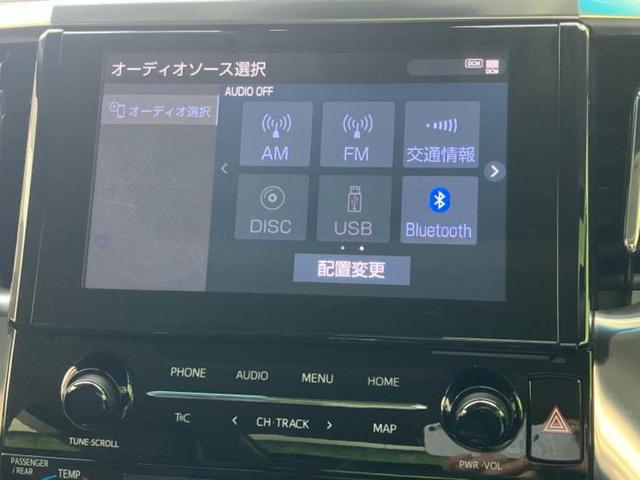 オーディオソース選択
DCM
DCM
オーディオ選択
AUDIO OFF
AM
FM
交通情報
DISC
USB
Bluetooth
配置変更
PHONE
AUDIO
MENU
HOME
T℃
CH·TRACK
MAP
TUNE·SCROLL
PWR·VOL
PASSENGER
/REAR
TEMP